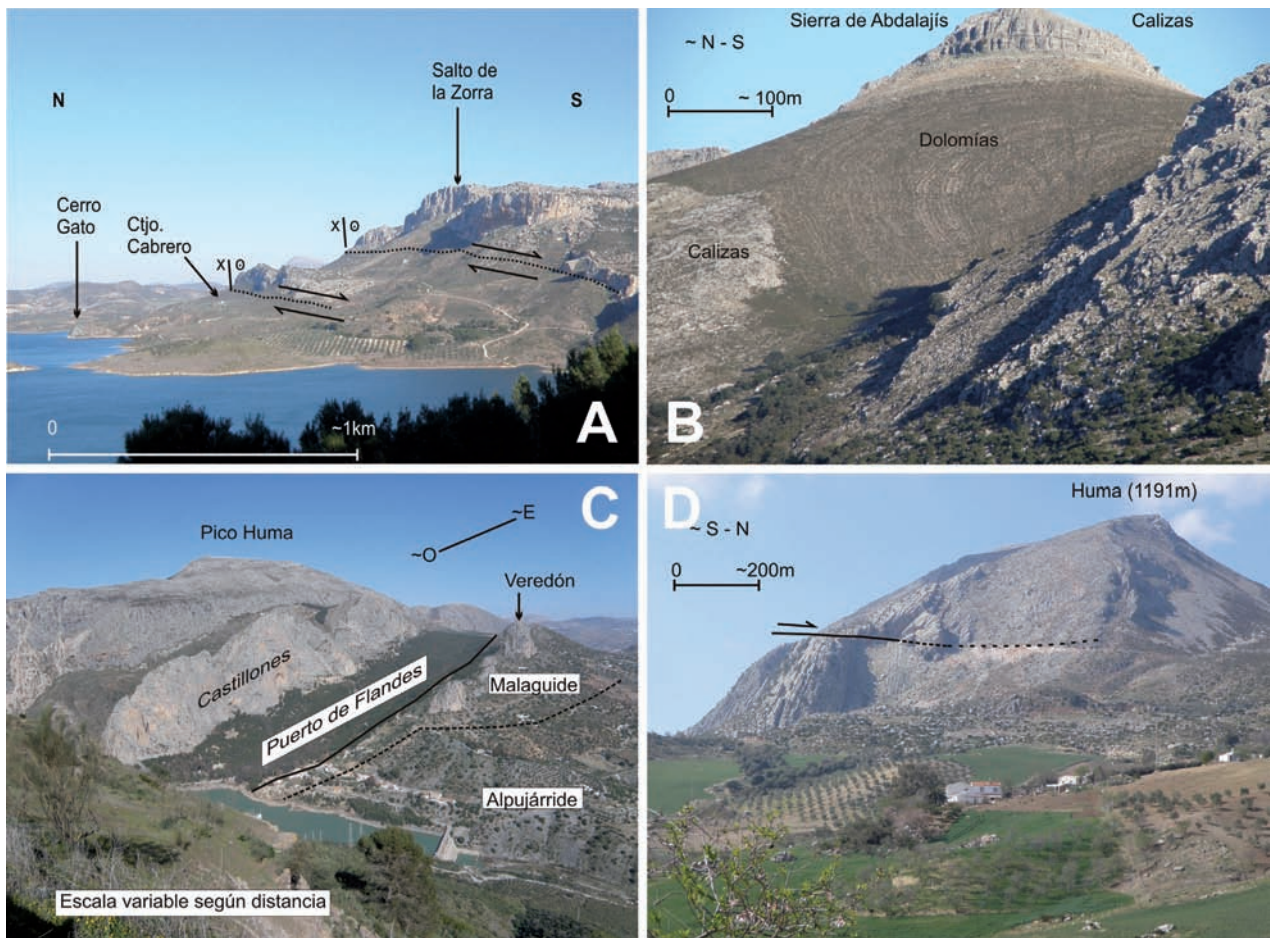 N
Salto de
la Zorra
S
Cerro
Gato
Ctjo.
Cabrero
X ʘ
X ʘ
0
~1km
A
Sierra de Abdalajís
Calizas
~ N - S
0
~ 100m
Dolomías
Calizas
B
Pico Huma
C
~E
~O
Veredón
Castillones
Puerto de Flandes
Malaguide
Alpujárride
Escala variable según distancia
D
Huma (1191m)
~ S - N
0
~200m